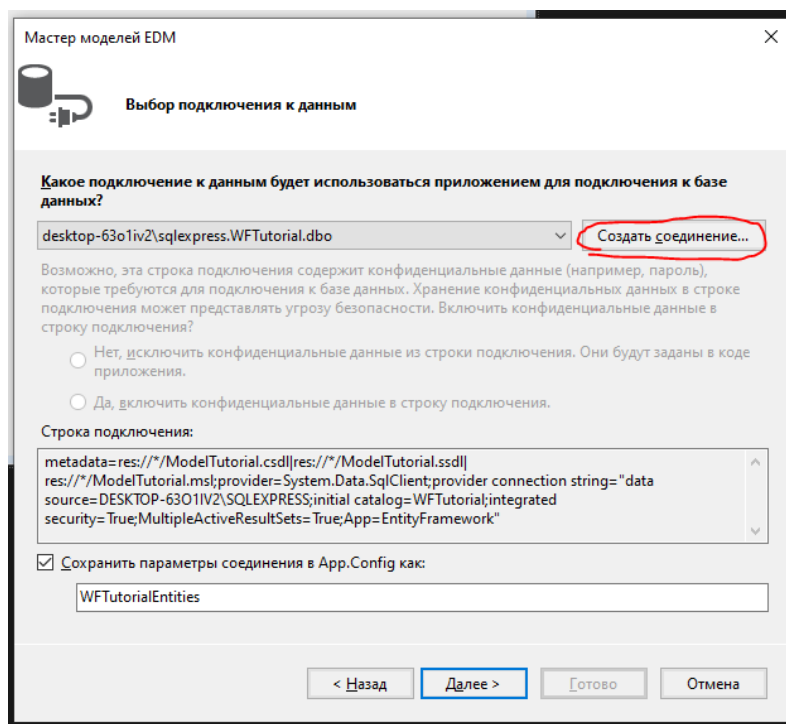 Мастер моделей EDM
Выбор подключения к данным
Какое подключение к данным будет использоваться приложением для подключения к базе
данных?
desktop-63o1iv2\sqlexpress.WFTutorial.dbo
Создать соединение...
Возможно, эта строка подключения содержит конфиденциальные данные (например, пароль),
которые требуются для подключения к базе данных. Хранение конфиденциальных данных в строке
подключения может представлять угрозу безопасности. Включить конфиденциальные данные в
строку подключения?
Нет, исключить конфиденциальные данные из строки подключения. Они будут заданы в коде
приложения.
Да, включить конфиденциальные данные в строку подключения.
Строка подключения:
metadata=res://*/ModelTutorial.csdl|res://*/ModelTutorial.ssdl|
res://*/ModelTutorial.msl;provider=System.Data.SqlClient;provider connection string="data
source=DESKTOP-63O1IV2\SQLEXPRESS;initial catalog=WFTutorial;integrated
security=True;MultipleActiveResultSets=True;App=EntityFramework"
Сохранить параметры соединения в App.Config как:
WFTutorialEntities
< Назад
Далее >
Готово
Отмена